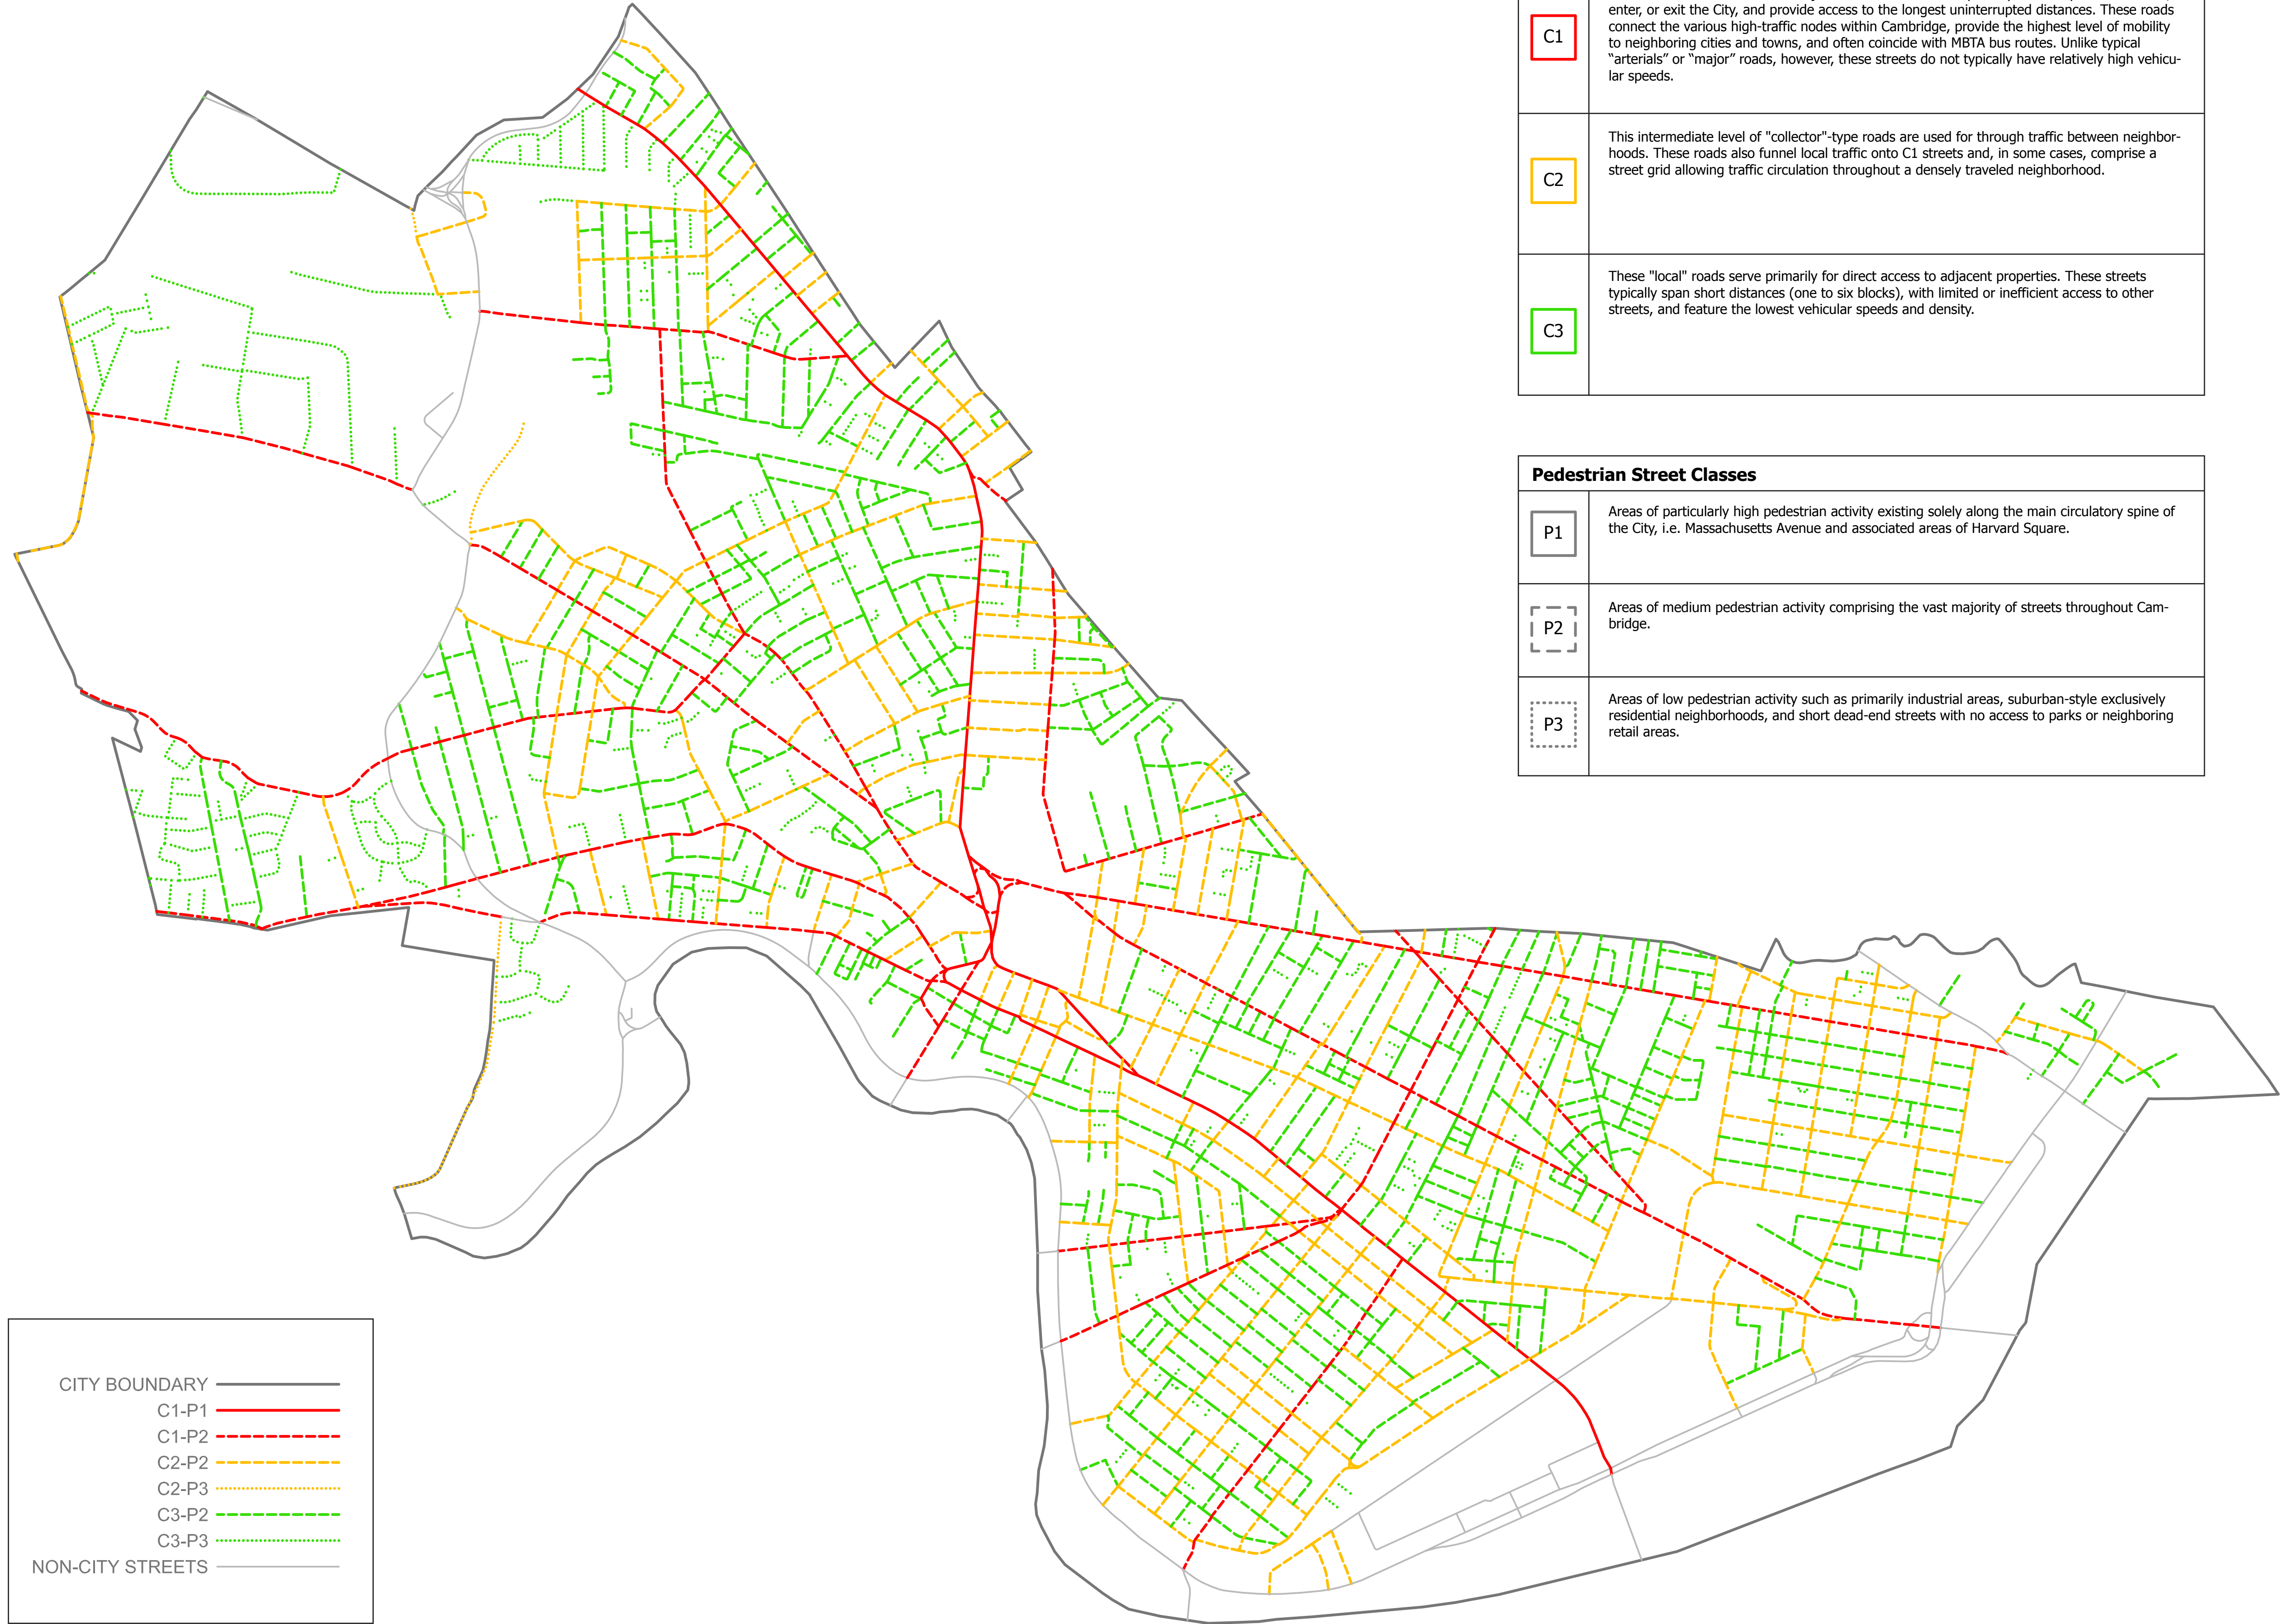 enter, or exit the City, and provide access to the longest uninterrupted distances. These roads
connect the various high-traffic nodes within Cambridge, provide the highest level of mobility
to neighboring cities and towns, and often coincide with MBTA bus routes. Unlike typical
“arterials” or “major” roads, however, these streets do not typically have relatively high vehicu-
lar speeds.
C1
This intermediate level of "collector"-type roads are used for through traffic between neighbor-
hoods. These roads also funnel local traffic onto C1 streets and, in some cases, comprise a
street grid allowing traffic circulation throughout a densely traveled neighborhood.
C2
These "local" roads serve primarily for direct access to adjacent properties. These streets
typically span short distances (one to six blocks), with limited or inefficient access to other
streets, and feature the lowest vehicular speeds and density.
C3
Pedestrian Street Classes
Areas of particularly high pedestrian activity existing solely along the main circulatory spine of
the City, i.e. Massachusetts Avenue and associated areas of Harvard Square.
P1
Areas of medium pedestrian activity comprising the vast majority of streets throughout Cam-
bridge.
P2
Areas of low pedestrian activity such as primarily industrial areas, suburban-style exclusively
residential neighborhoods, and short dead-end streets with no access to parks or neighboring
retail areas.
P3
CITY BOUNDARY
C1-P1
C1-P2
C2-P2
C2-P3
C3-P2
C3-P3
NON-CITY STREETS